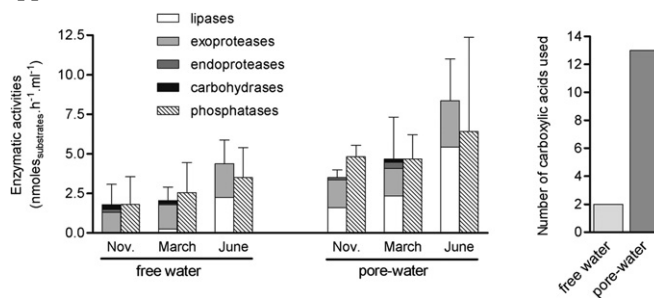 lipases
exoproteases
endoproteases
carbohydrases
phosphatases
Enzymatic activities
(nmoles substrates.h-1.ml-1)
12.5
10.0
7.5
5.0
2.5
0.0
Nov. March June
free water
Nov. March June
pore-water
Number of carboxylic acids used
14
12
10
8
6
4
2
0
free water
pore-water